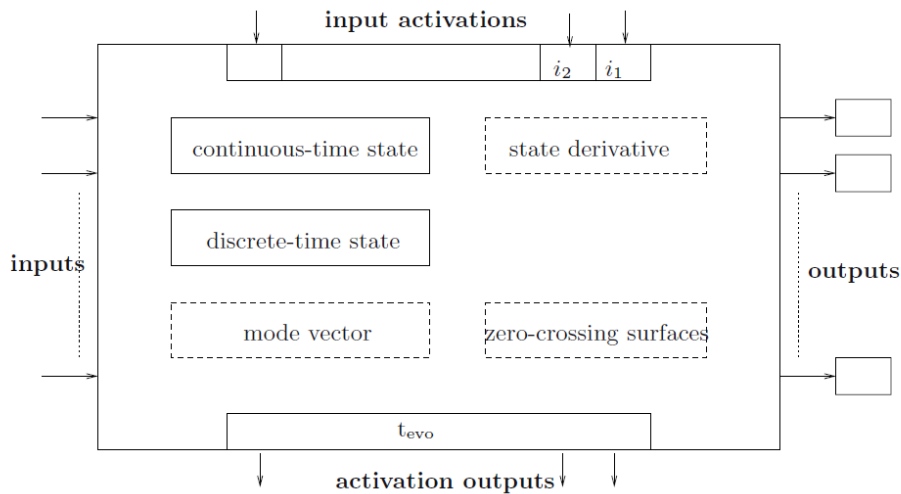 input activations
i₂ i₁
continuous-time state
state derivative
discrete-time state
inputs
outputs
mode vector
zero-crossing surfaces
tₑᵥₒ
activation outputs